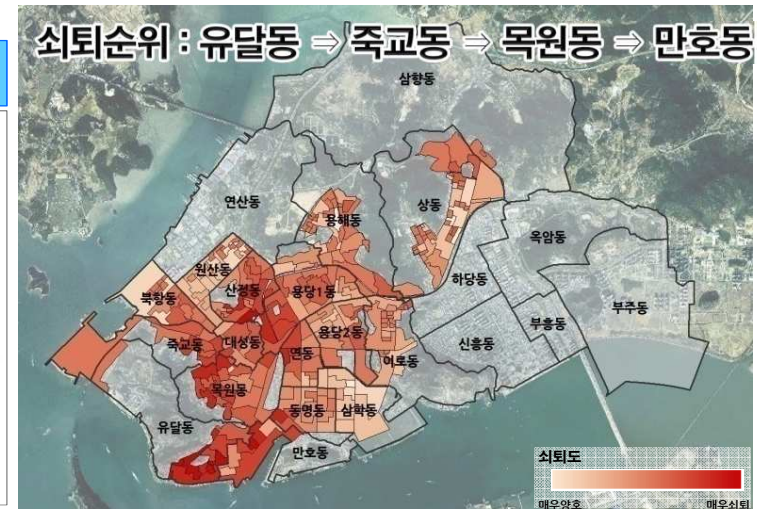 쇠퇴순위 : 유달동 ⇒ 죽교동 ⇒ 목원동 ⇒ 만호동
삼향동
연산동
용해동
상동
옥암동
원산동
하당동
북항동
산정동
용당1동
부주동
용당2동
부흥동
죽교동
대성동
연동
신흥동
이로동
목원동
동명동
삼학동
유달동
만호동
쇠퇴도
매우양호
매우쇠퇴